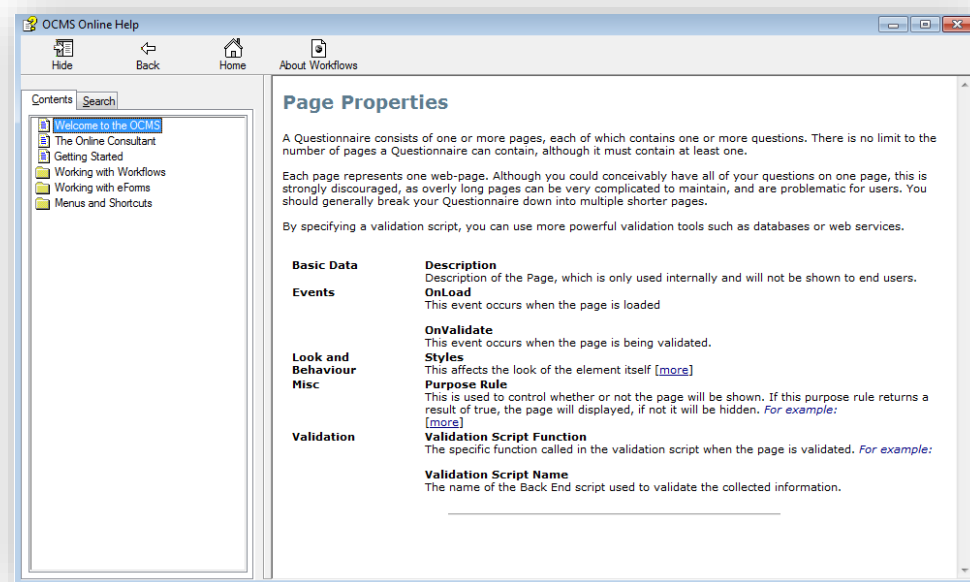 OCMS Online Help
Hide Back Home About Workflows
Contents Search
Welcome to the OCMS
The Online Consultant
Getting Started
Working with Workflows
Working with eForms
Menus and Shortcuts
Page Properties
A Questionnaire consists of one or more pages, each of which contains one or more questions. There is no limit to the
number of pages a Questionnaire can contain, although it must contain at least one.
Each page represents one web-page. Although you could conceivably have all of your questions on one page, this is
strongly discouraged, as overly long pages can be very complicated to maintain, and are problematic for users. You
should generally break your Questionnaire down into multiple shorter pages.
By specifying a validation script, you can use more powerful validation tools such as databases or web services.
Basic Data Description
Description of the Page, which is only used internally and will not be shown to end users.
Events OnLoad
This event occurs when the page is loaded
OnValidate
This event occurs when the page is being validated.
Look and Styles
Behaviour This affects the look of the element itself [more]
Misc Purpose Rule
This is used to control whether or not the page will be shown. If this purpose rule returns a
result of true, the page will displayed, if not it will be hidden. For example:
[more]
Validation Validation Script Function
The specific function called in the validation script when the page is validated. For example:
Validation Script Name
The name of the Back End script used to validate the collected information.